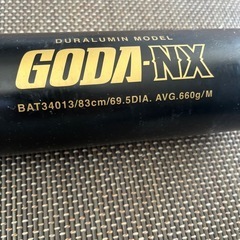 DURALUMIN MODEL
GODA-NX
BAT34013/83cm/69.5DIA. AVG.660g/M